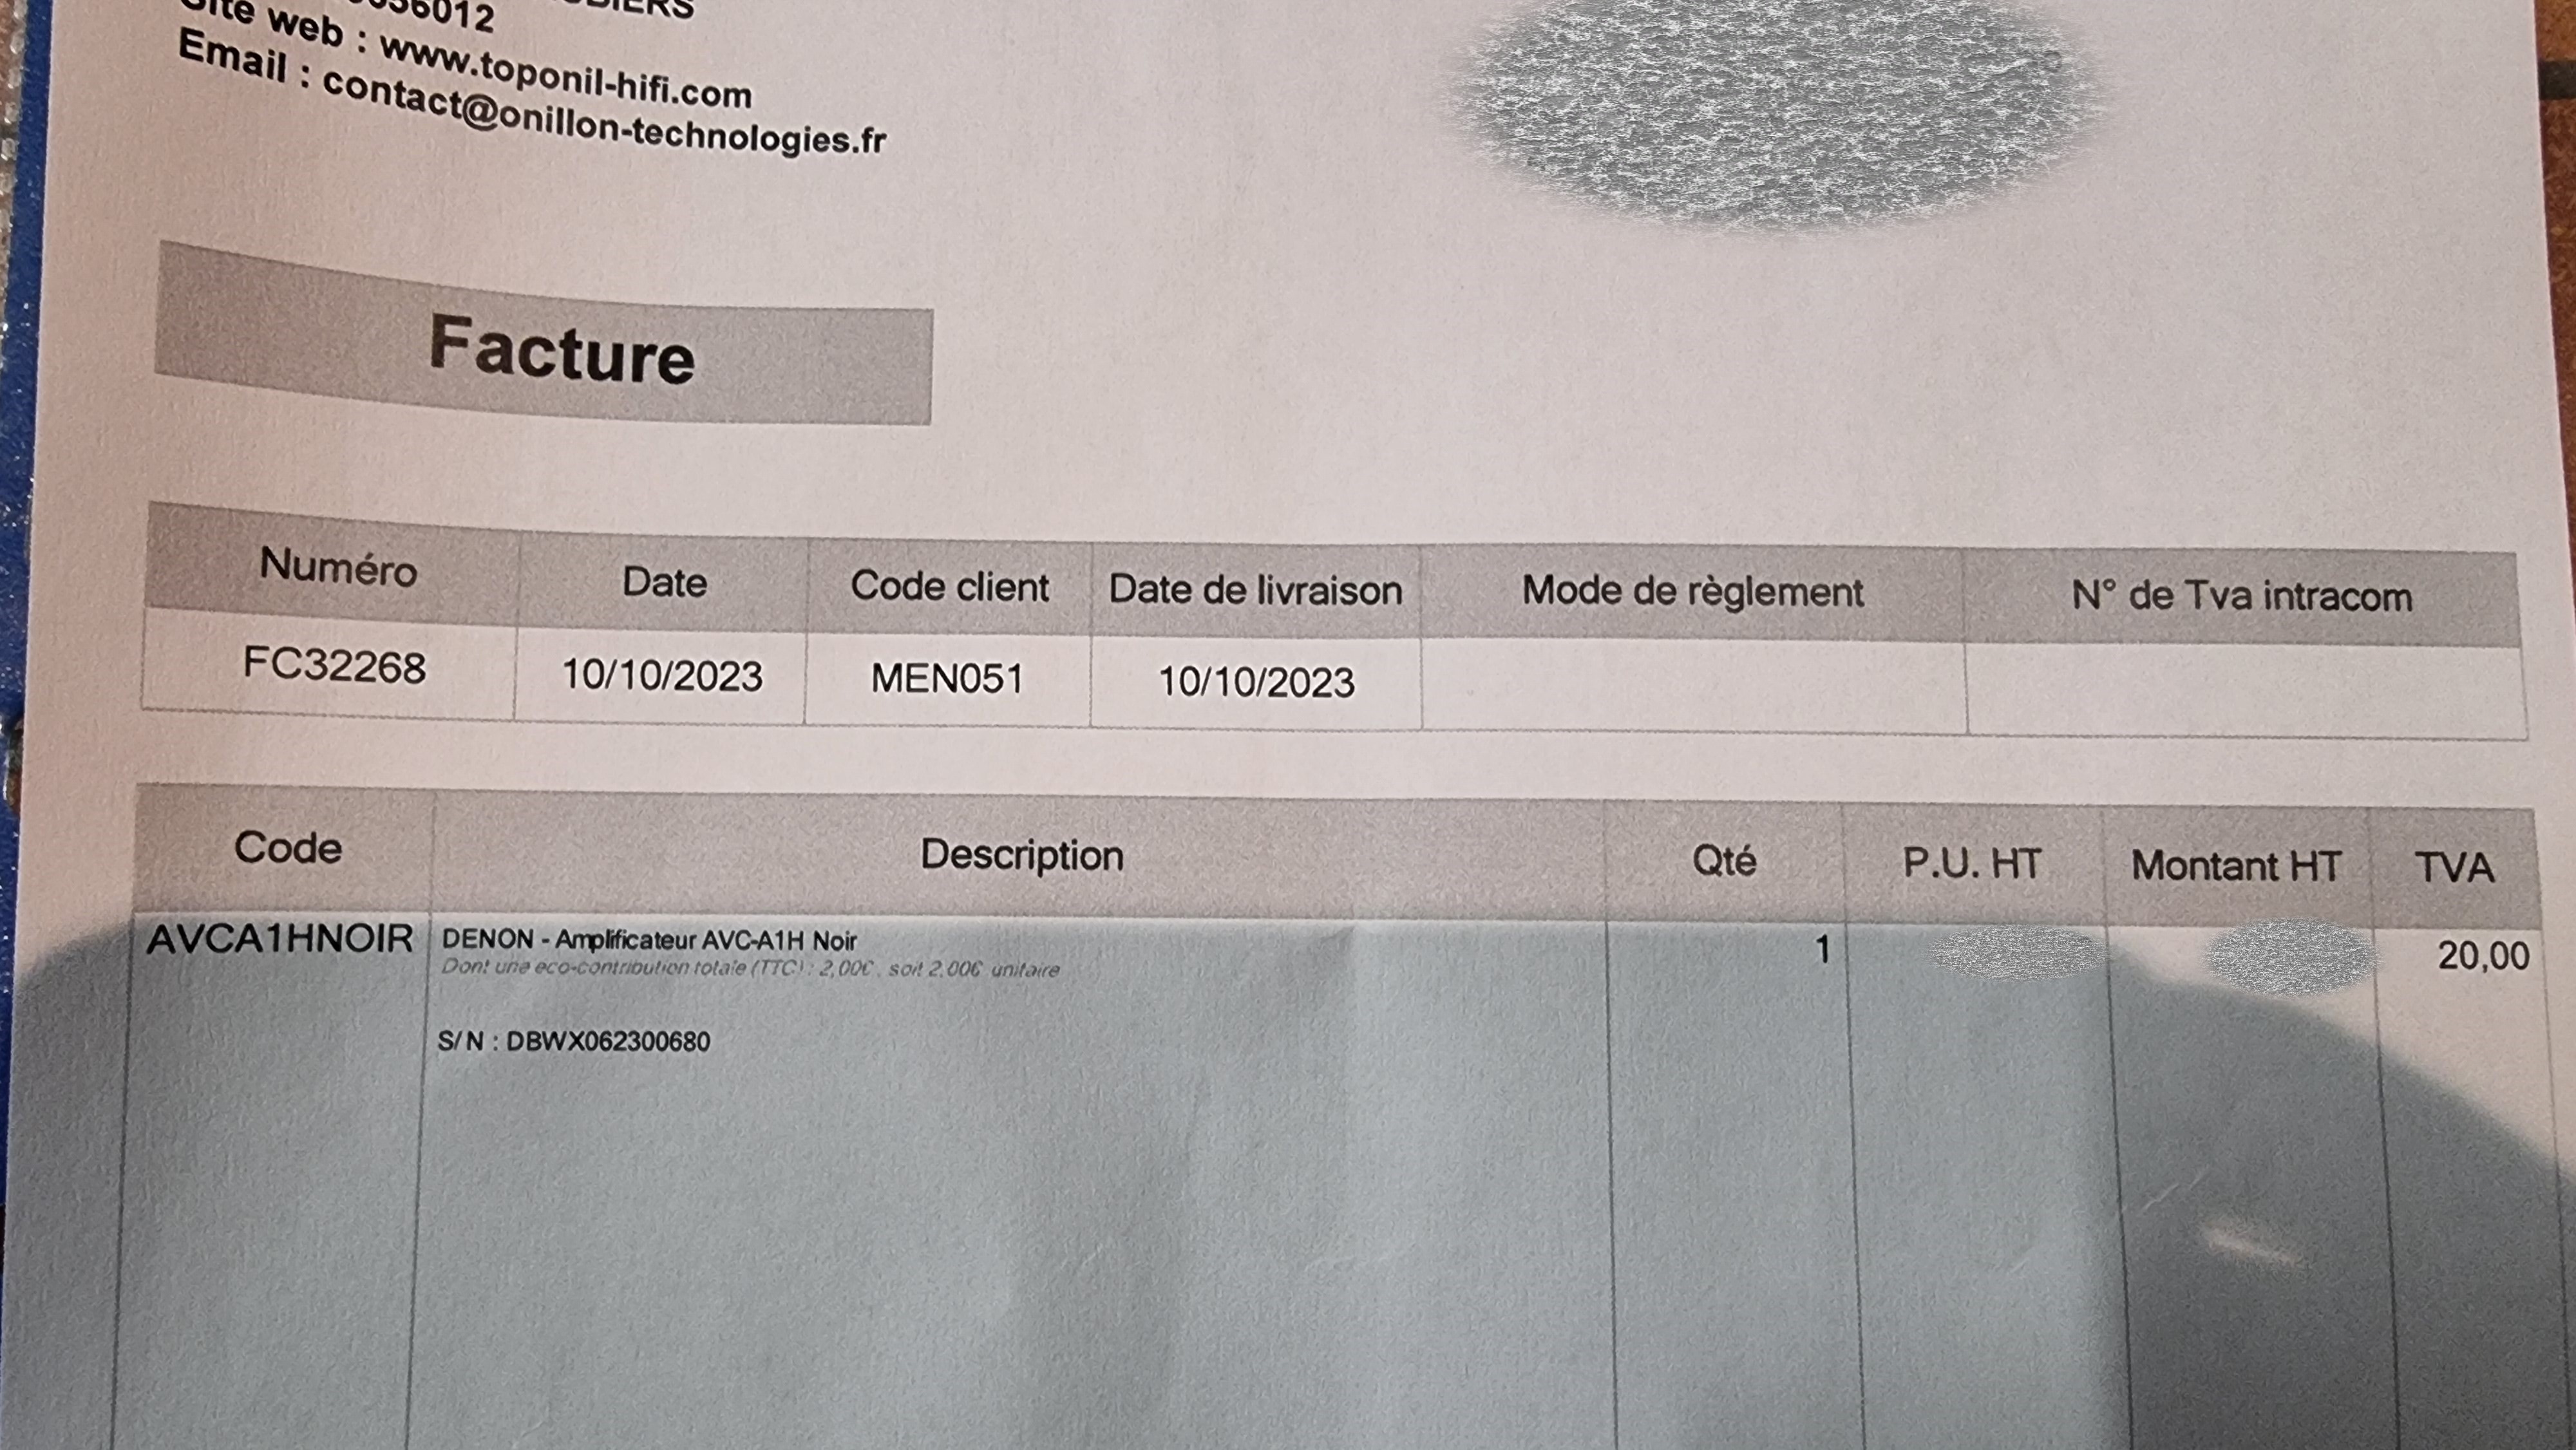 Site web : www.toponil-hifi.com
Email : contact@onillon-technologies.fr
Facture
Numéro Date Code client Date de livraison Mode de règlement N° de Tva intracom
FC32268 10/10/2023 MEN051 10/10/2023
Code Description Qté P.U. HT Montant HT TVA
AVCA1HNOIR DENON - Amplificateur AVC-A1H Noir 1 20,00
Dont une eco-contribution totale (TTC) : 2,00€ , soit 2.00€ unitaire
S/N : DBWX062300680